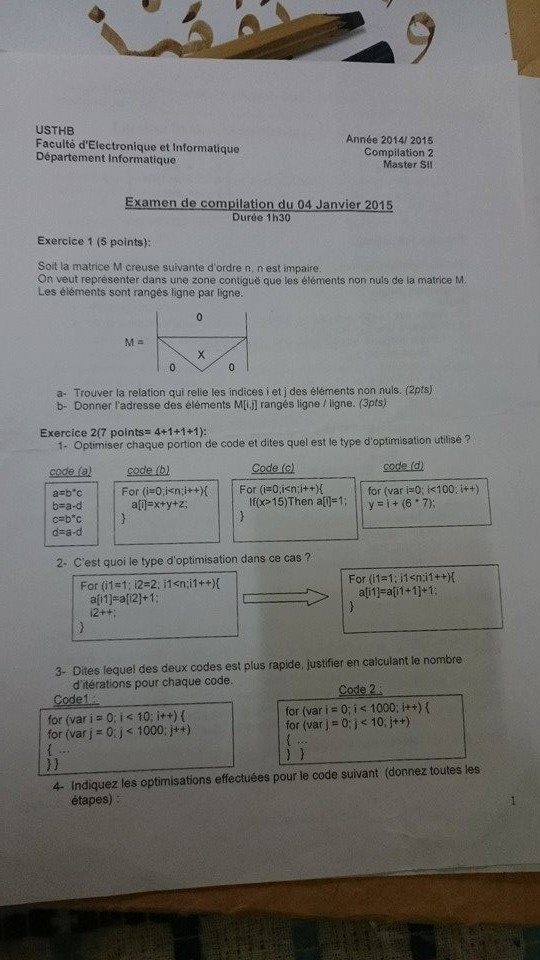 USTHB
Faculté d'Electronique et Informatique
Département Informatique
Année 2014/ 2015
Compilation 2
Master SII
Examen de compilation du 04 Janvier 2015
Durée 1h30
Exercice 1 (5 points):
Soit la matrice M creuse suivante d'ordre n, n est impaire.
On veut représenter dans une zone contiguë que les éléments non nuls de la matrice M.
Les éléments sont rangés ligne par ligne.
0
M =
X
0 0
a- Trouver la relation qui relie les indices i et j des éléments non nuls. (2pts)
b- Donner l'adresse des éléments M[i,j] rangés ligne / ligne. (3pts)
Exercice 2(7 points= 4+1+1+1):
1- Optimiser chaque portion de code et dites quel est le type d'optimisation utilisé ?
code (a)
a=b*c
b=a-d
c=b*c
d=a-d
code (b)
For (i=0;i<n;i++){
a[i]=x+y+z;
}
Code (c)
For (i=0;i<n;i++){
If(x>15)Then a[i]=1;
}
code (d)
for (var i=0; i<100; i++)
y = i + (6 * 7);
2- C'est quoi le type d'optimisation dans ce cas ?
For (i1=1; i2=2; i1<n;i1++){
a[i1]=a[i2]+1;
i2++;
}
For (i1=1; i1<n;i1++){
a[i1]=a[i1+1]+1;
}
3- Dites lequel des deux codes est plus rapide, justifier en calculant le nombre
d'itérations pour chaque code.
Code1 :
for (var i = 0; i < 10; i++) {
for (var j = 0; j < 1000; j++)
{ ...
} }
Code 2 :
for (var i = 0; i < 1000; i++) {
for (var j = 0; j < 10; j++)
{ ...
} }
4- Indiquez les optimisations effectuées pour le code suivant (donnez toutes les
étapes) :
1